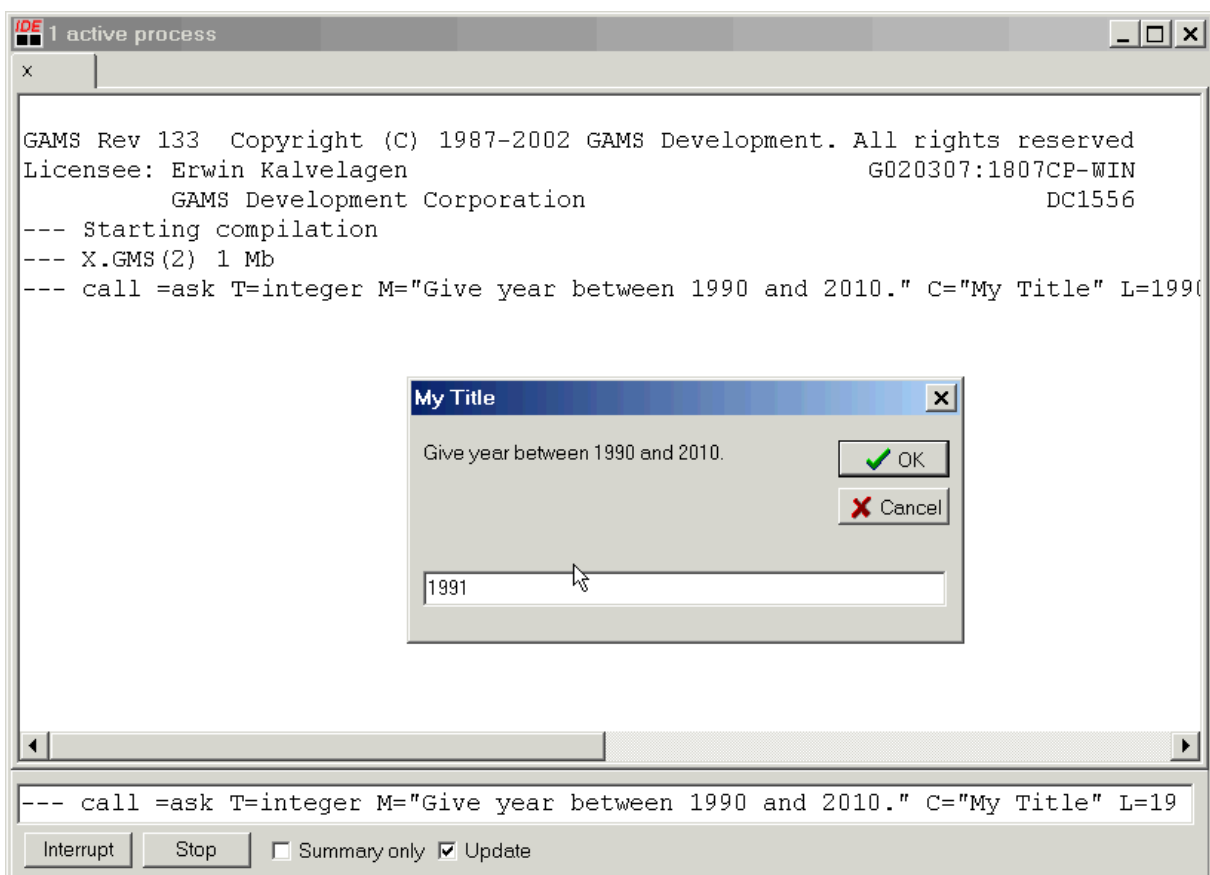 IDE 1 active process
x
GAMS Rev 133 Copyright (C) 1987-2002 GAMS Development. All rights reserved
Licensee: Erwin Kalvelagen G020307:1807CP-WIN
GAMS Development Corporation DC1556
--- Starting compilation
--- X.GMS(2) 1 Mb
--- call =ask T=integer M="Give year between 1990 and 2010." C="My Title" L=1990
My Title
Give year between 1990 and 2010.
OK
Cancel
1991
--- call =ask T=integer M="Give year between 1990 and 2010." C="My Title" L=19
Interrupt Stop Summary only Update